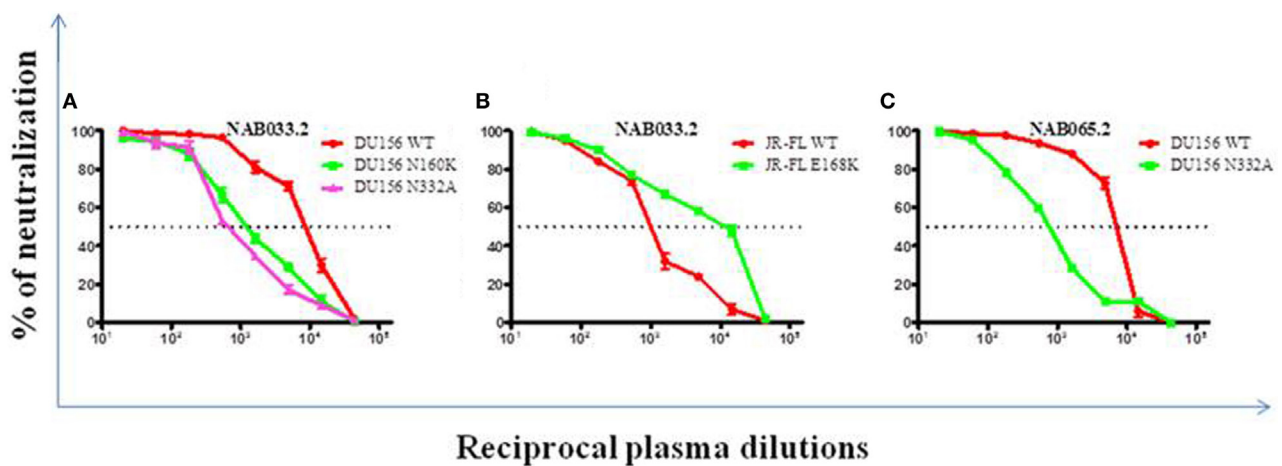 % of neutralization
A
NAB033.2
DU156 WT
DU156 N160K
DU156 N332A
100
80
60
40
20
0
10¹ 10² 10³ 10⁴ 10⁵
B
NAB033.2
JR-FL WT
JR-FL E168K
100
80
60
40
20
0
10¹ 10² 10³ 10⁴ 10⁵
C
NAB065.2
DU156 WT
DU156 N332A
100
80
60
40
20
0
10¹ 10² 10³ 10⁴ 10⁵
Reciprocal plasma dilutions